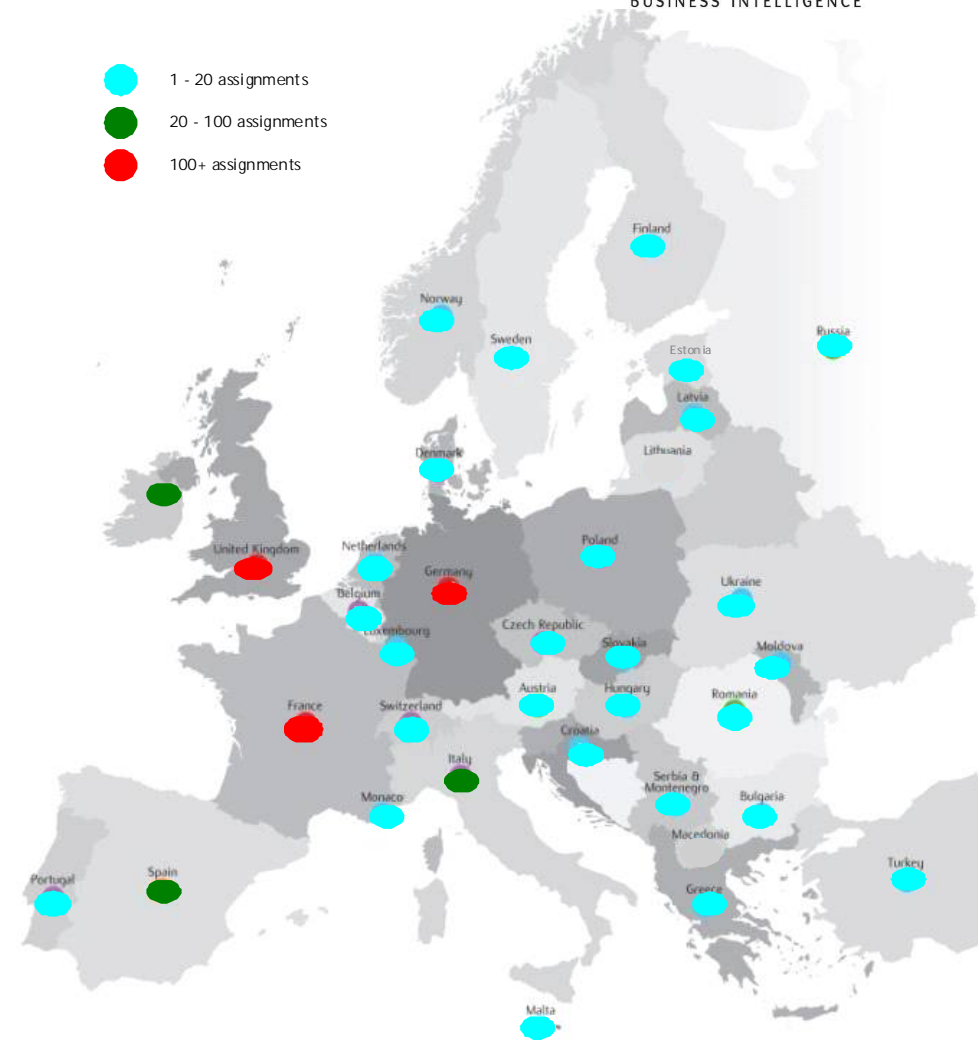 BUSINESS INTELLIGENCE
1 - 20 assignments
20 - 100 assignments
100+ assignments
Finland
Norway
Sweden
Russia
Estonia
Latvia
Denmark
Lithuania
United Kingdom
Netherlands
Poland
Germany
Ukraine
Belgium
Czech Republic
Luxembourg
Slovakia
Moldova
Austria
Hungary
Romania
France
Switzerland
Croatia
Italy
Serbia &
Montenegro
Monaco
Bulgaria
Macedonia
Turkey
Spain
Portugal
Greece
Malta